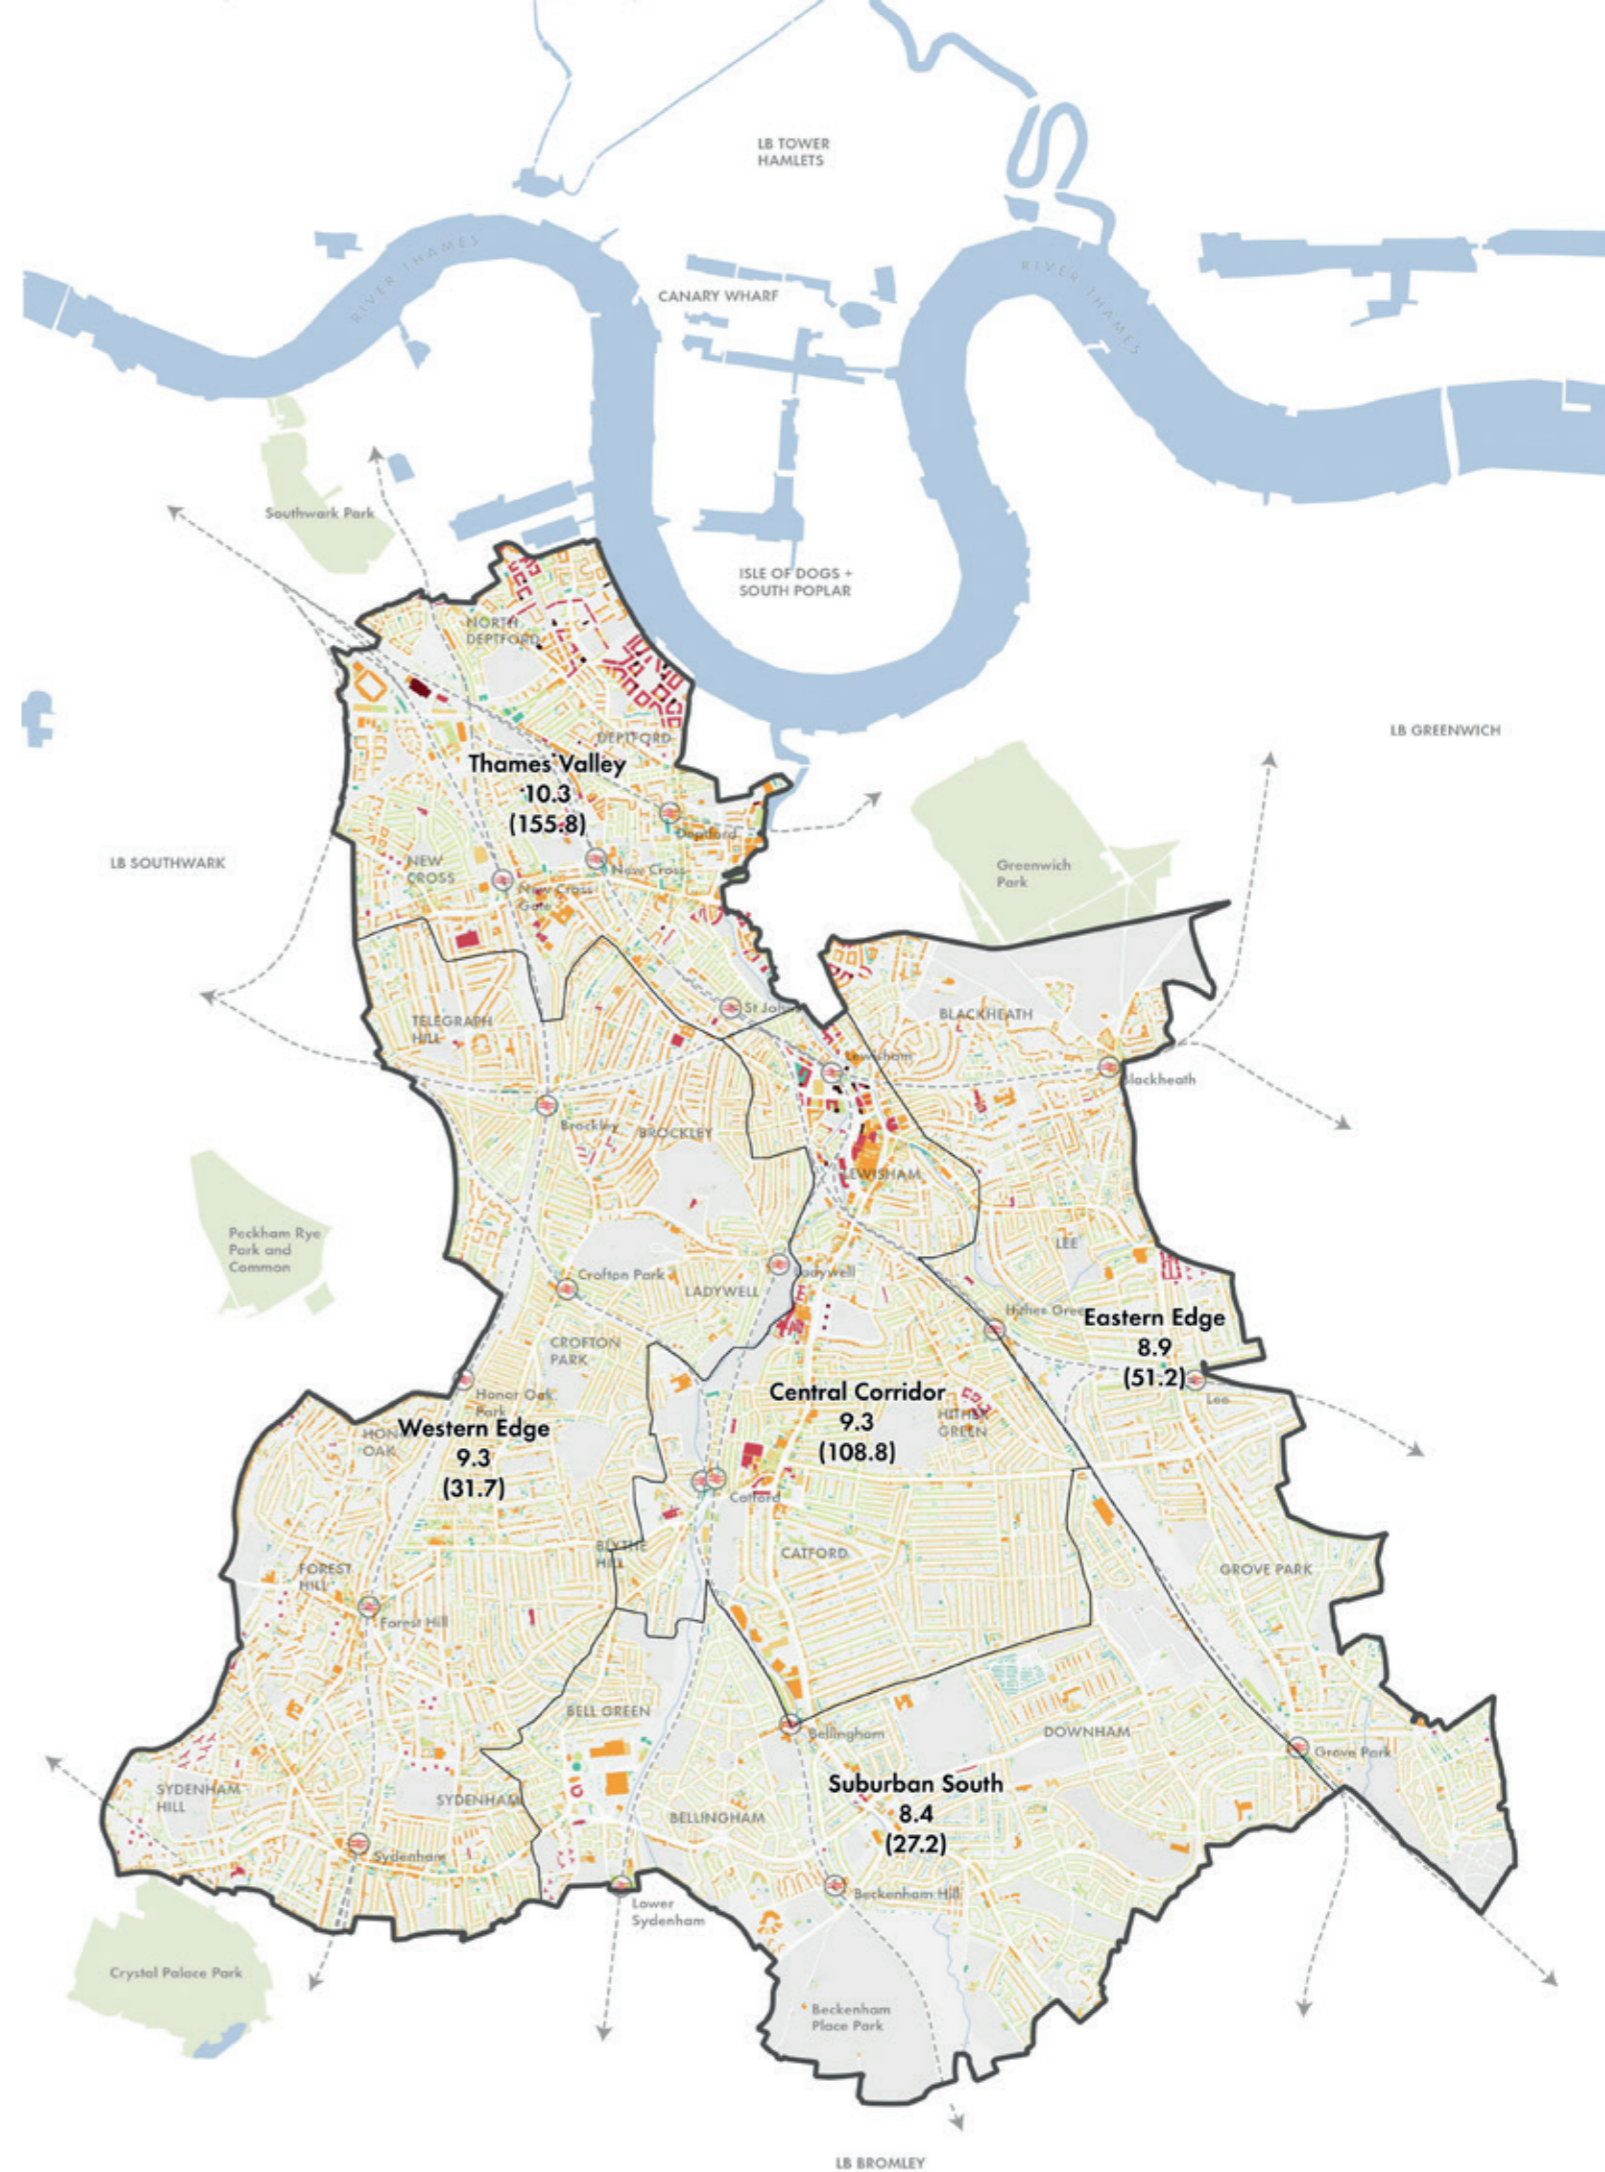 LB TOWER
HAMLETS
RIVER THAMES
RIVER THAMES
CANARY WHARF
Southwark Park
ISLE OF DOGS +
SOUTH POPLAR
NORTH
DEPTFORD
LB GREENWICH
DEPTFORD
Thames Valley
10.3
(155.8)
Deptford
LB SOUTHWARK
NEW
CROSS
New Cross
New Cross
Gate
Greenwich
Park
TELEGRAPH
HILL
St Johns
BLACKHEATH
Lewisham
Blackheath
Brockley
BROCKLEY
LEWISHAM
Peckham Rye
Park and
Common
LEE
Crofton Park
Ladywell
LADYWELL
Hither Green
Eastern Edge
8.9
(51.2)
Lee
CROFTON
PARK
Honor Oak
Park
HONOR
OAK
Western Edge
9.3
(31.7)
Central Corridor
9.3
(108.8)
HITHER
GREEN
Catford
BLYTHE
HILL
CATFORD
FOREST
HILL
GROVE PARK
Forest Hill
BELL GREEN
Bellingham
DOWNHAM
Grove Park
SYDENHAM
HILL
SYDENHAM
Suburban South
8.4
(27.2)
BELLINGHAM
Sydenham
Beckenham Hill
Lower
Sydenham
Crystal Palace Park
Beckenham
Place Park
LB BROMLEY